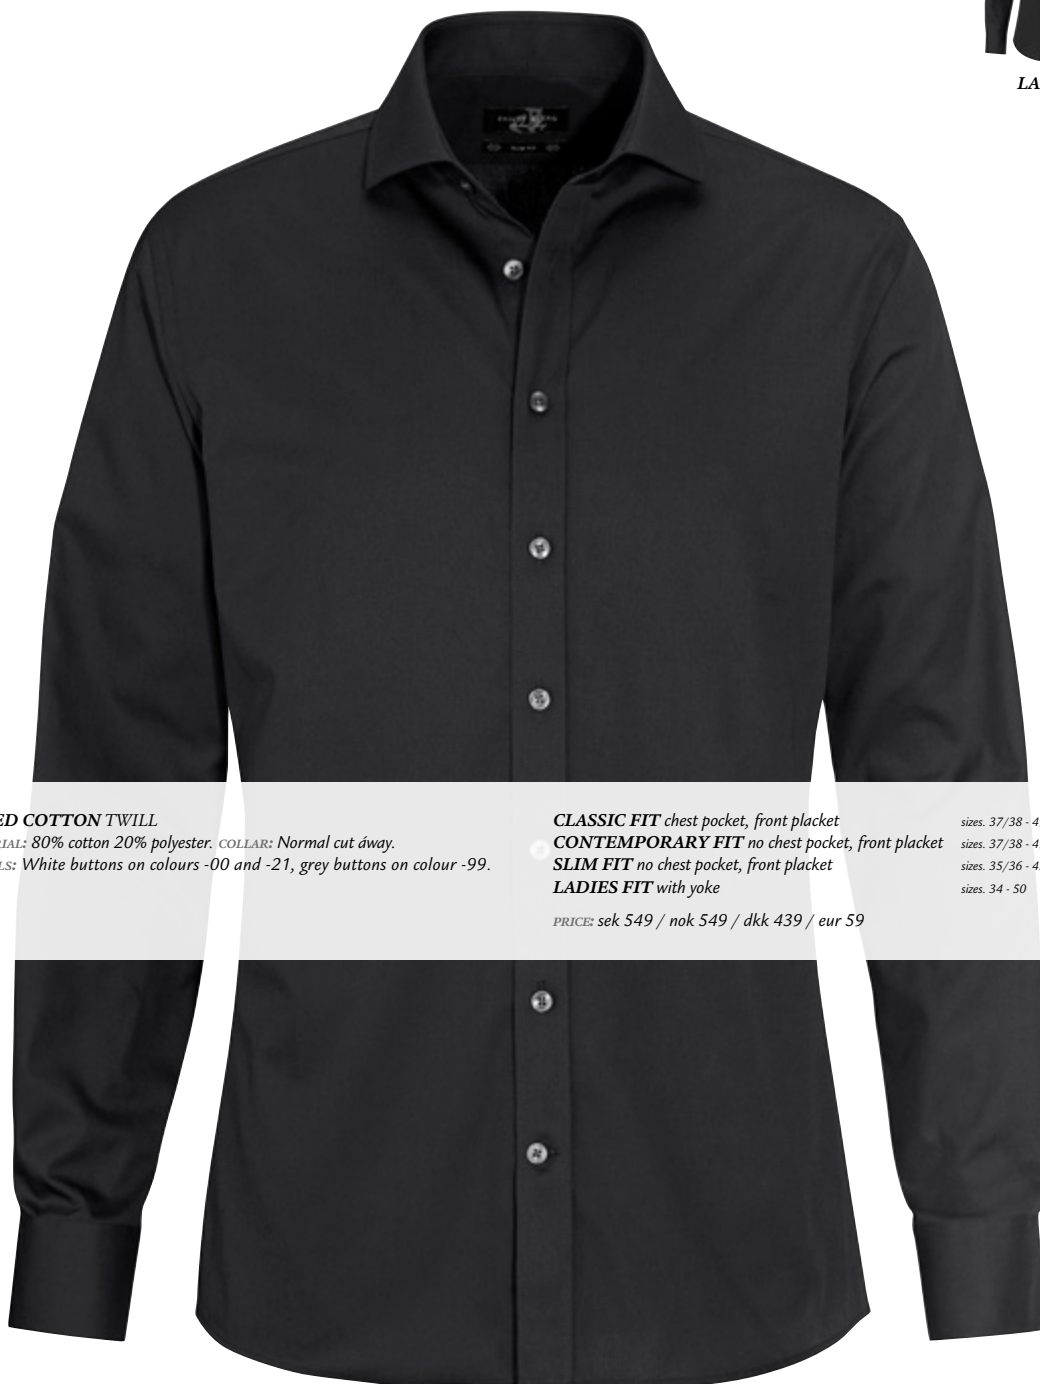 LA
ED COTTON TWILL
IAL: 80% cotton 20% polyester. COLLAR: Normal cut áway.
LS: White buttons on colours -00 and -21, grey buttons on colour -99.
CLASSIC FIT chest pocket, front placket sizes. 37/38 - 4
CONTEMPORARY FIT no chest pocket, front placket sizes. 37/38 - 4
SLIM FIT no chest pocket, front placket sizes. 35/36 - 4
LADIES FIT with yoke sizes. 34 - 50
PRICE: sek 549 / nok 549 / dkk 439 / eur 59